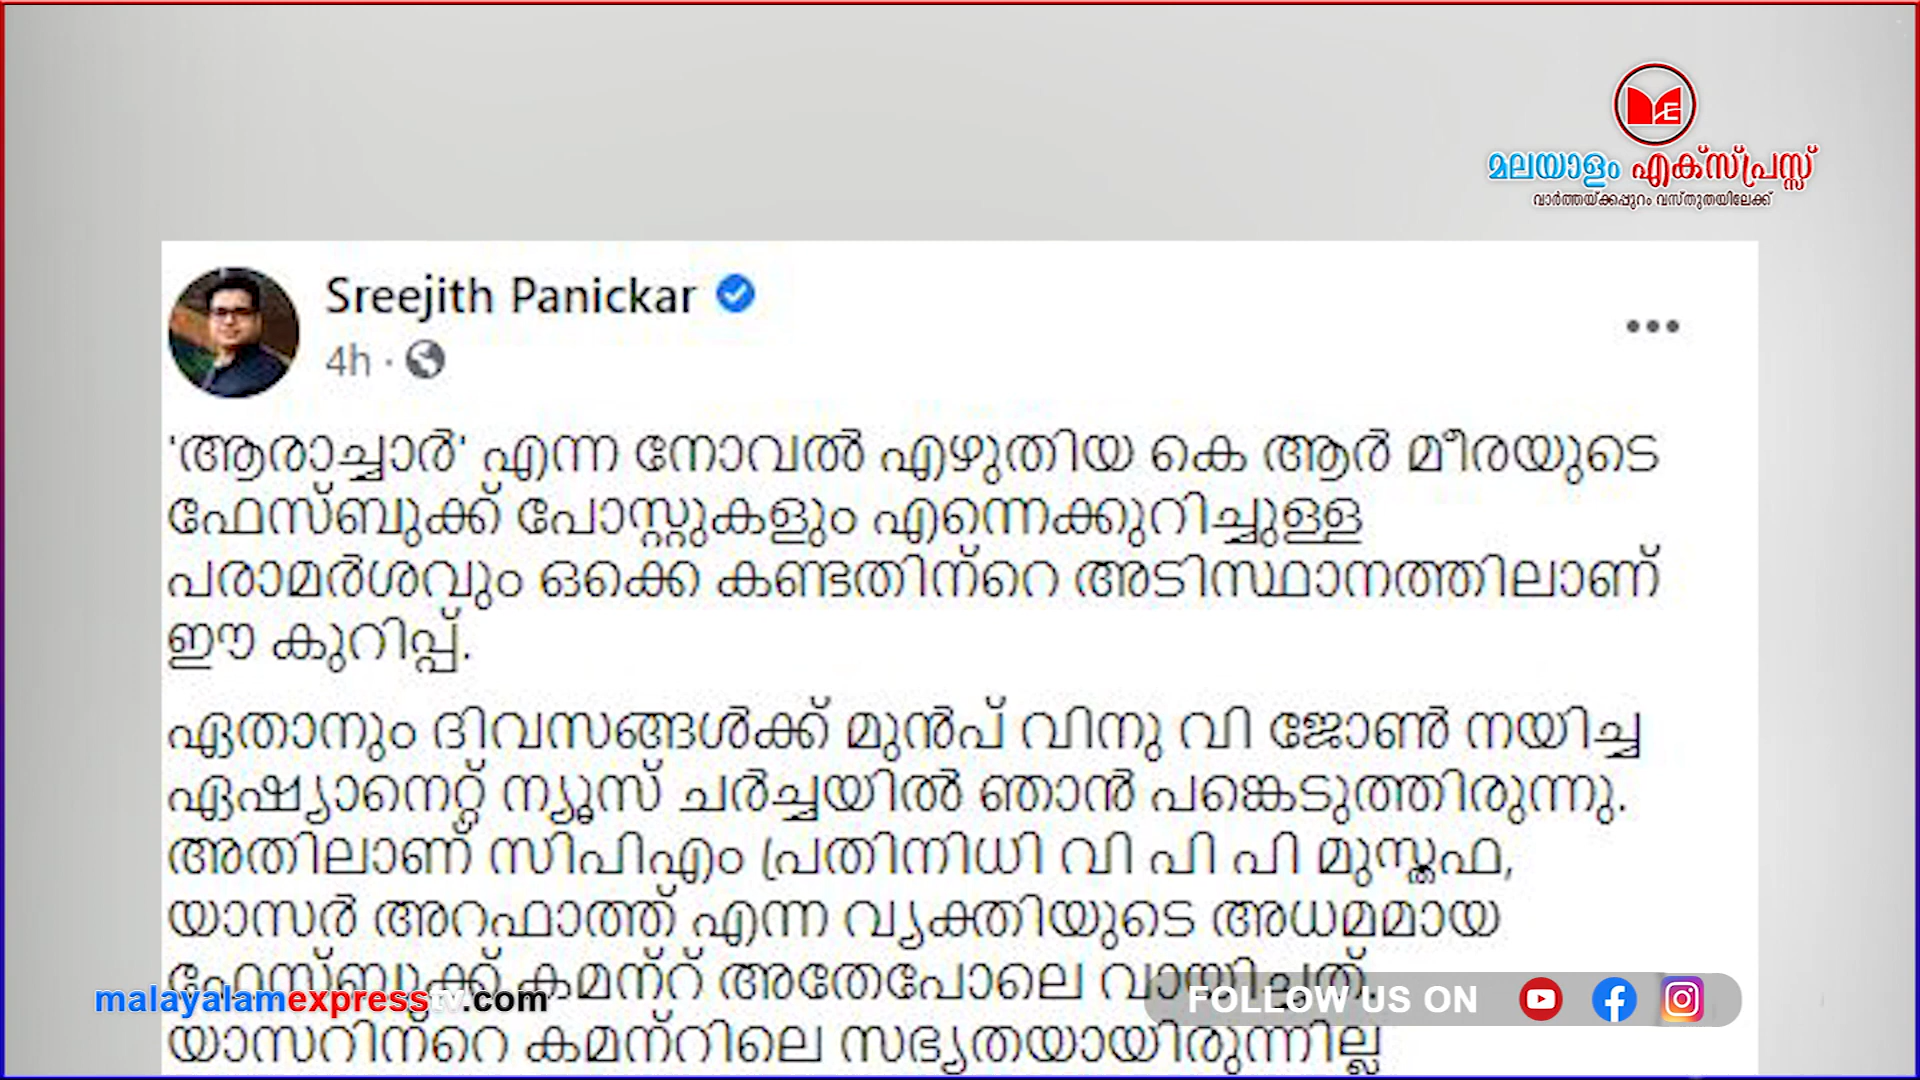 മലയാളം എക്സ്പ്രസ്സ്
വാർത്തയ്ക്കപ്പുറം വസ്തുതയിലേക്ക്
Sreejith Panickar
4h ·
'ആരാച്ചാർ' എന്ന നോവൽ എഴുതിയ കെ ആർ മീരയുടെ
ഫേസ്ബുക്ക് പോസ്റ്റുകളും എന്നെക്കുറിച്ചുള്ള
പരാമർശവും ഒക്കെ കണ്ടതിന്റെ അടിസ്ഥാനത്തിലാണ്
ഈ കുറിപ്പ്.
ഏതാനും ദിവസങ്ങൾക്ക് മുൻപ് വിനു വി ജോൺ നയിച്ച
ഏഷ്യാനെറ്റ് ന്യൂസ് ചർച്ചയിൽ ഞാൻ പങ്കെടുത്തിരുന്നു.
അതിലാണ് സിപിഎം പ്രതിനിധി വി പി പി മുസ്തഫ,
യാസർ അറഫാത്ത് എന്ന വ്യക്തിയുടെ അധമമായ
ഫേസ്ബുക്ക് കമന്റ് അതേപോലെ വായിച്ചത്.
യാസറിന്റെ കമന്റിലെ സഭ്യതയായിരുന്നില്ല
malayalamexpresstv.com
FOLLOW US ON